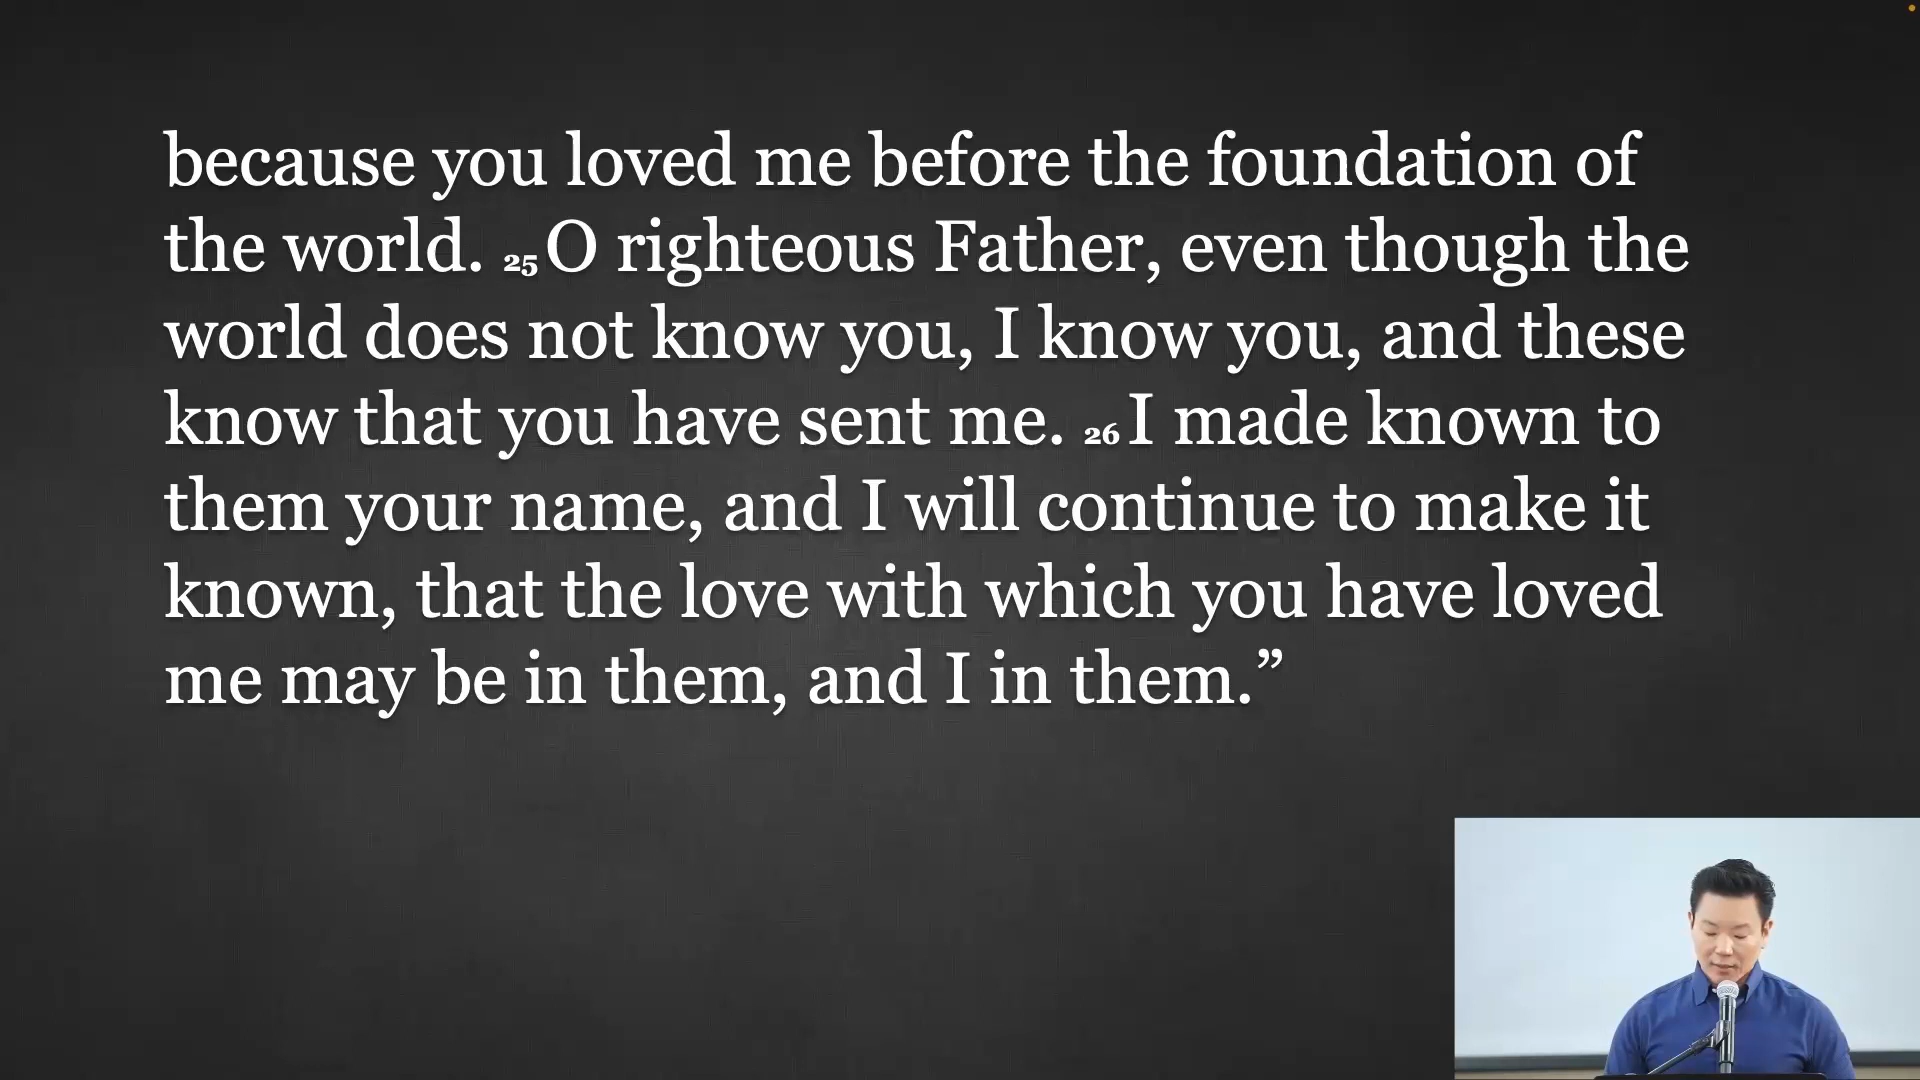 because you loved me before the foundation of
the world. 25 O righteous Father, even though the
world does not know you, I know you, and these
know that you have sent me. 26 I made known to
them your name, and I will continue to make it
known, that the love with which you have loved
me may be in them, and I in them.”